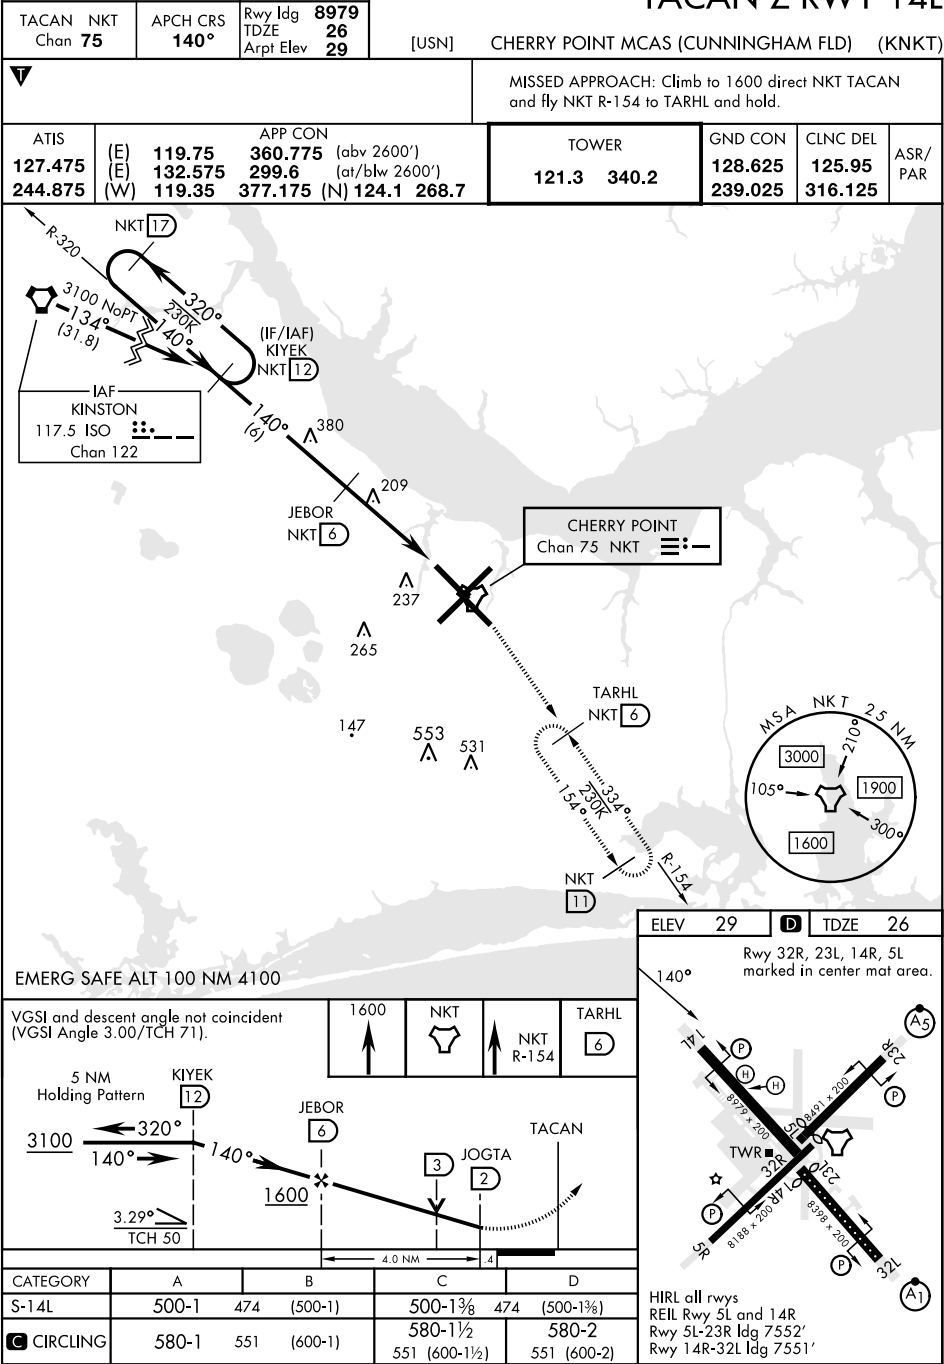 TACAN Z RWY 14L
TACAN NKT
Chan 75
APCH CRS
140°
Rwy ldg 8979
TDZE 26
Arpt Elev 29
[USN]
CHERRY POINT MCAS (CUNNINGHAM FLD) (KNKT)
T
MISSED APPROACH: Climb to 1600 direct NKT TACAN
and fly NKT R-154 to TARHL and hold.
ATIS
127.475
244.875
APP CON
(E) 119.75 360.775 (abv 2600')
(E) 132.575 299.6 (at/blw 2600')
(W) 119.35 377.175 (N) 124.1 268.7
TOWER
121.3 340.2
GND CON
128.625
239.025
CLNC DEL
125.95
316.125
ASR/
PAR
R-320
NKT 17
3100 NoPT
134°
(31.8)
320°
230K
140°
(IF/IAF)
KIYEK
NKT 12
IAF
KINSTON
117.5 ISO
Chan 122
140°
(6)
380
209
JEBOR
NKT 6
CHERRY POINT
Chan 75 NKT
237
265
147
553
531
TARHL
NKT 6
334°
230K
154°
NKT
11
R-154
MSA NKT 25 NM
3000
210°
105°
1900
300°
1600
EMERG SAFE ALT 100 NM 4100
ELEV 29
D
TDZE 26
Rwy 32R, 23L, 14R, 5L
marked in center mat area.
140°
14L
P
H
H
8979 x 200
A5
23R
P
8491 x 200
5L
TWR
32R
23L
14R
P
8188 x 200
5R
8398 x 200
P
32L
A1
HIRL all rwys
REIL Rwy 5L and 14R
Rwy 5L-23R ldg 7552'
Rwy 14R-32L ldg 7551'
VGSI and descent angle not coincident
(VGSI Angle 3.00/TCH 71).
1600
NKT
NKT
R-154
TARHL
6
5 NM
Holding Pattern
KIYEK
12
3100
320°
140°
140°
JEBOR
6
1600
3
JOGTA
2
TACAN
3.29°
TCH 50
4.0 NM
.4
CATEGORY A B C D
S-14L 500-1 474 (500-1) 500-1⅜ 474 (500-1⅜)
C CIRCLING 580-1 551 (600-1) 580-1½ 551 (600-1½) 580-2 551 (600-2)